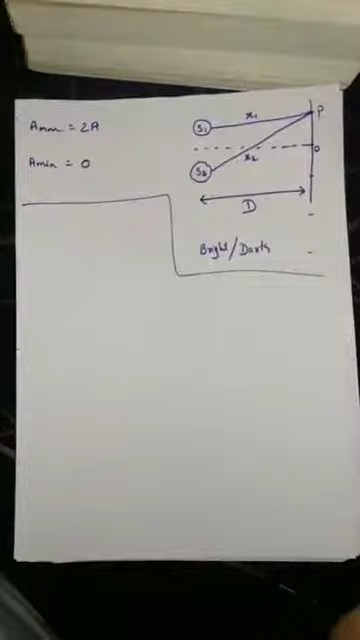 Amax = 2A
Amin = 0
S1
S2
x1
x2
P
O
D
Bright/Dark